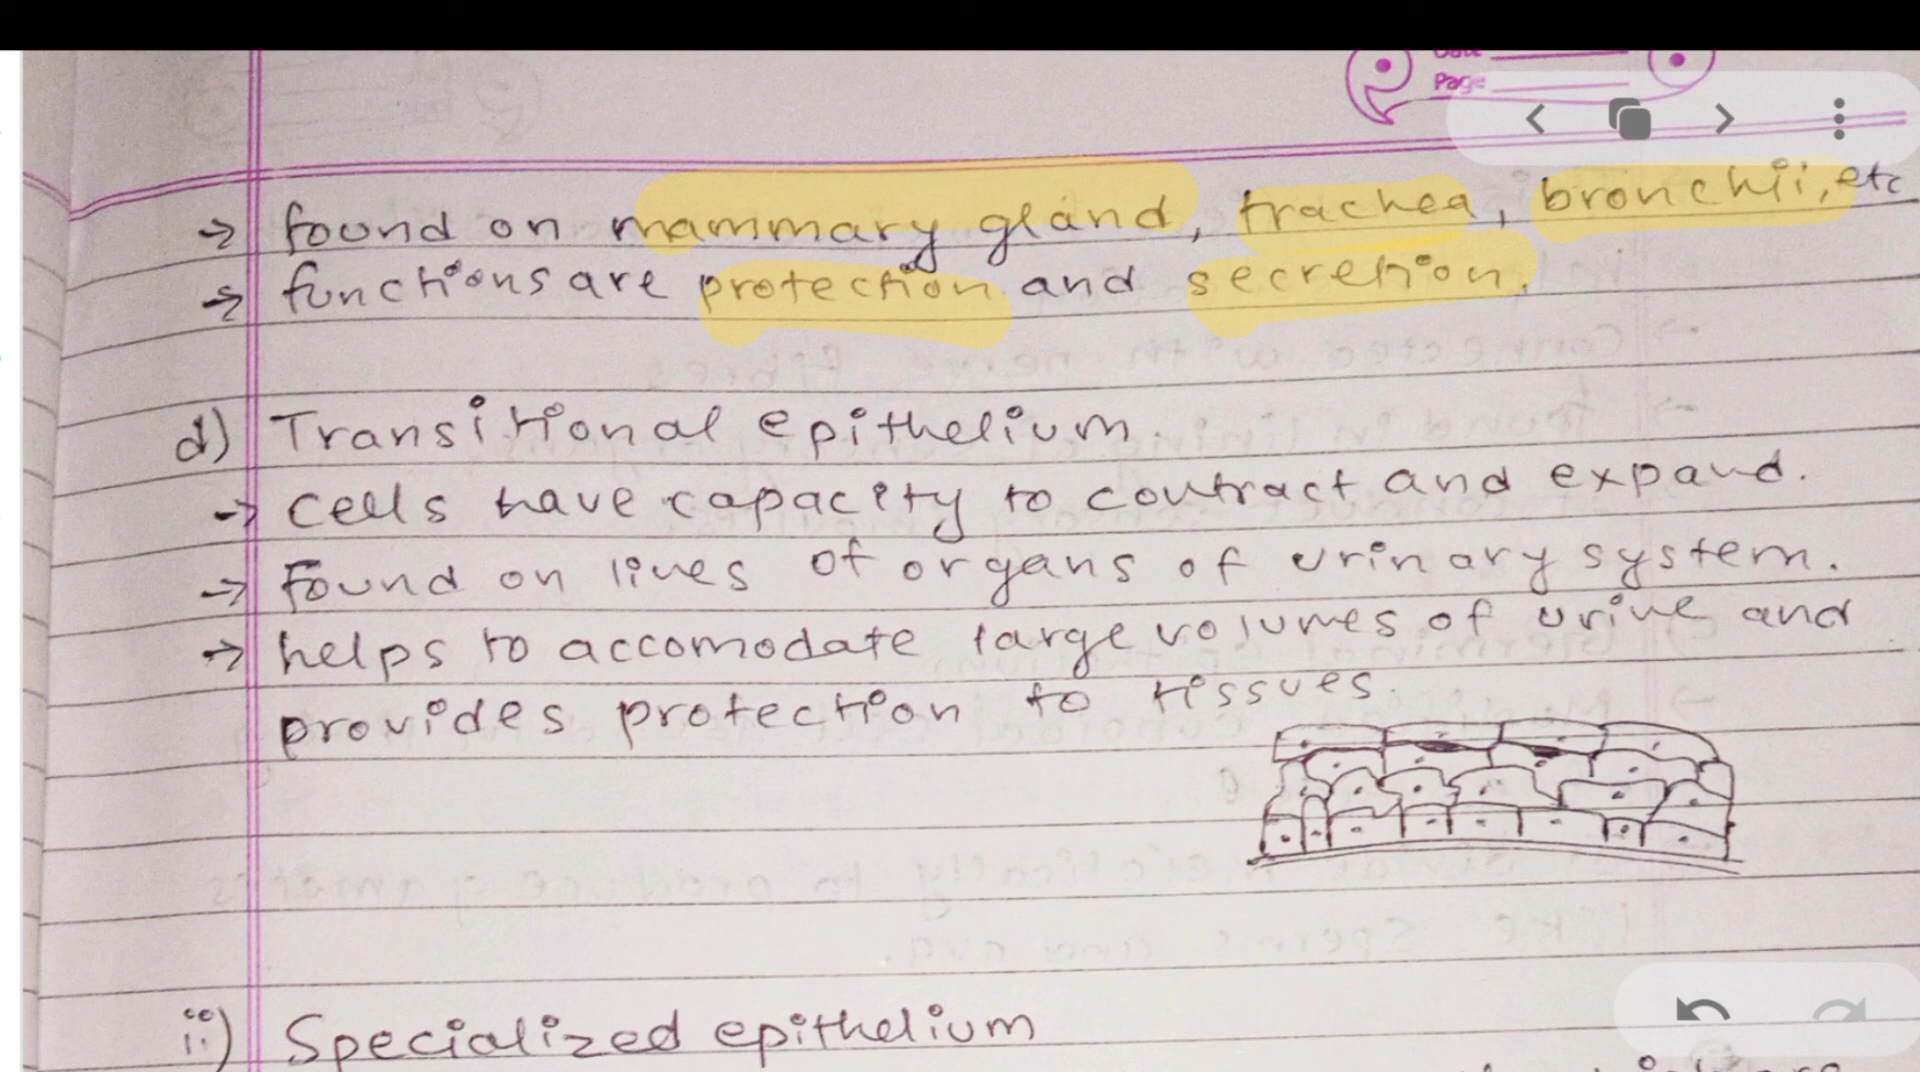 Date
Page
→ found on mammary gland, trachea, bronchii, etc
→ functions are protection and secretion.
d) Transitional epithelium.
→ cells have capacity to contract and expand.
→ Found on lines of organs of urinary system.
→ helps to accomodate large volumes of urine and
provides protection to tissues.
ii) Specialized epithelium